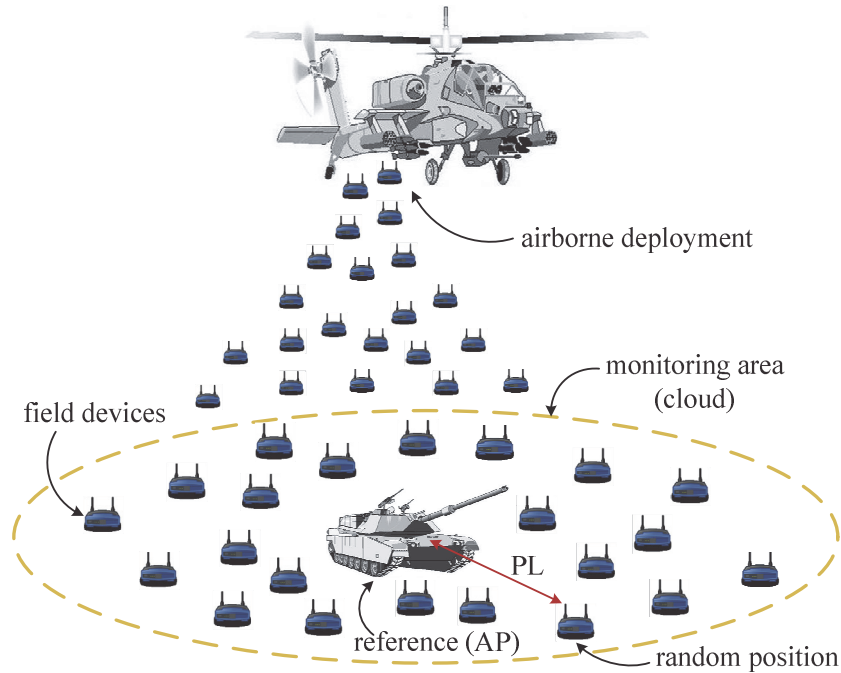 airborne deployment
monitoring area
(cloud)
field devices
PL
reference (AP)
random position